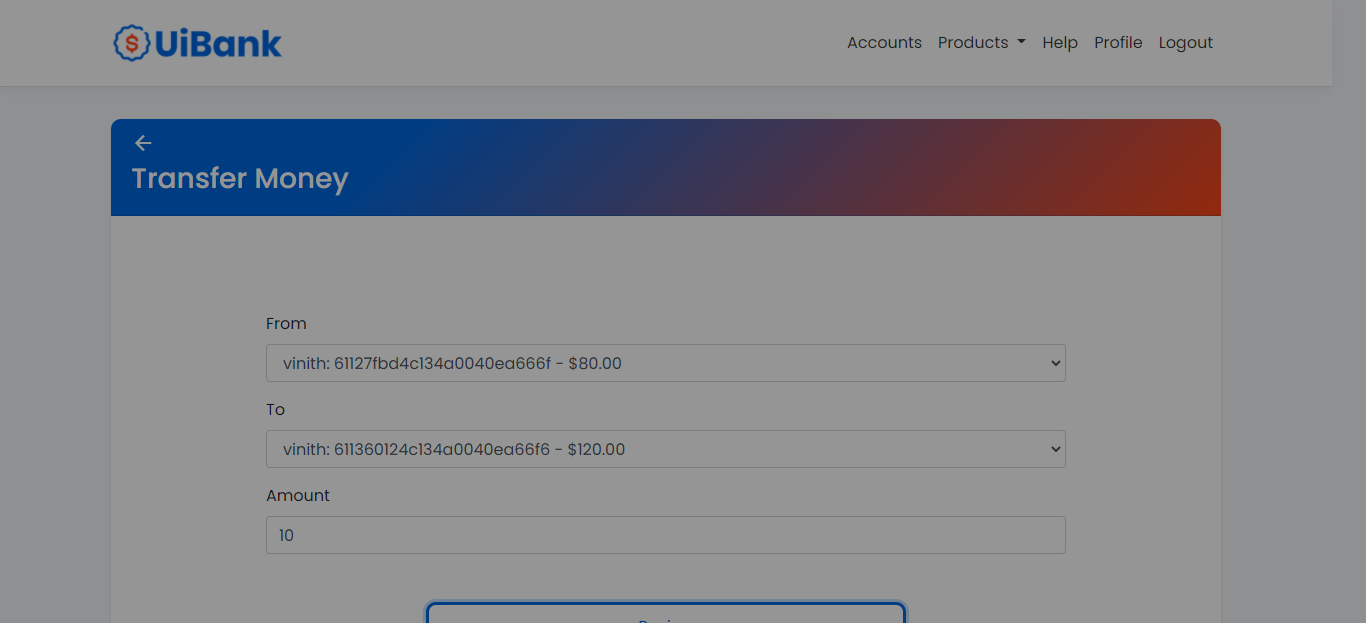 UiBank
Accounts Products Help Profile Logout
Transfer Money
From
vinith: 61127fbd4c134a0040ea666f - $80.00
To
vinith: 611360124c134a0040ea66f6 - $120.00
Amount
10